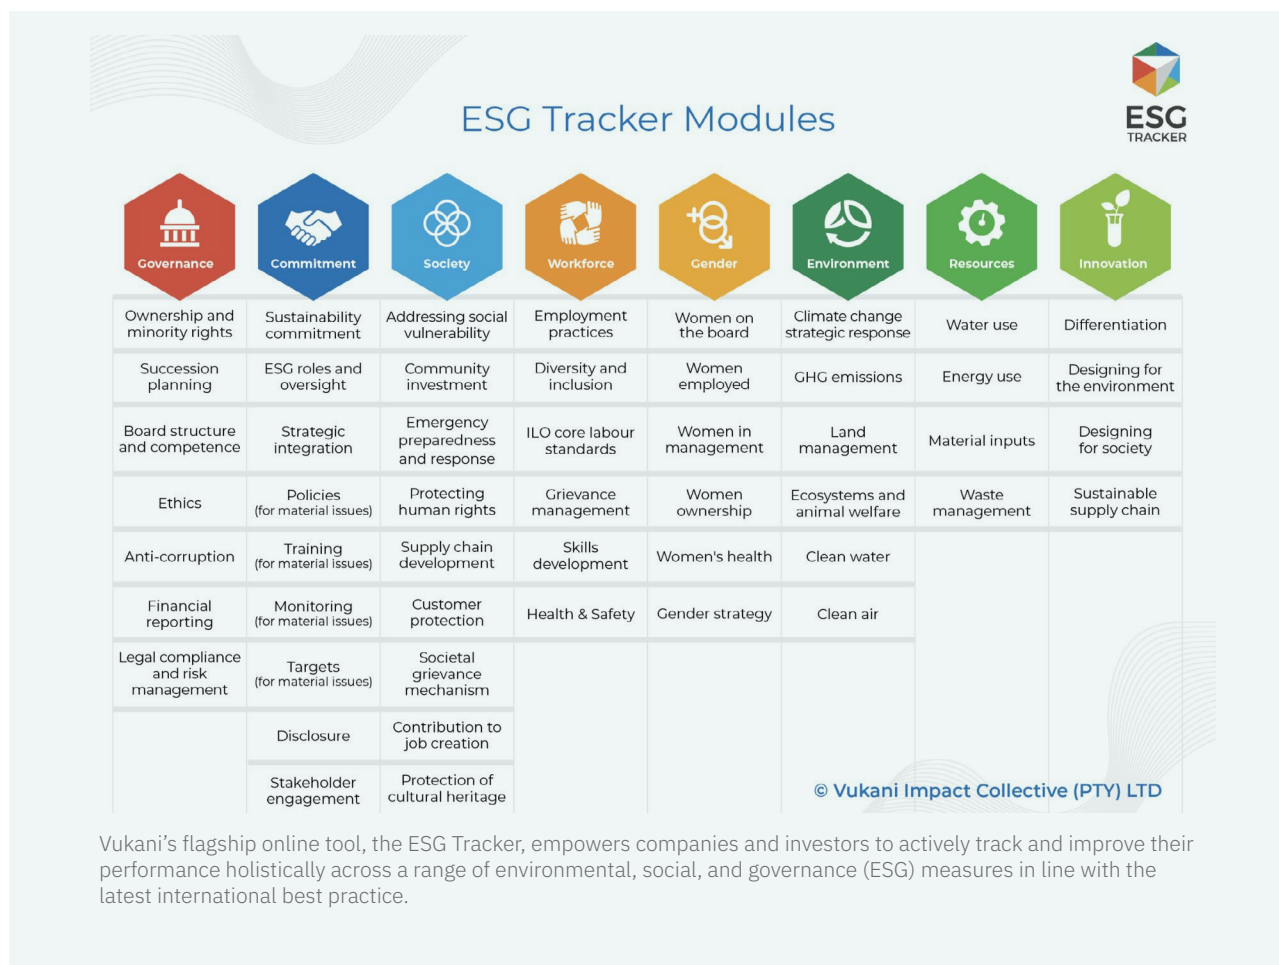 ESG Tracker Modules
ESG
TRACKER
Governance
Commitment
Society
Workforce
Gender
Environment
Resources
Innovation
Ownership and
minority rights
Sustainability
commitment
Addressing social
vulnerability
Employment
practices
Women on
the board
Climate change
strategic response
Water use
Differentiation
Succession
planning
ESG roles and
oversight
Community
investment
Diversity and
inclusion
Women
employed
GHG emissions
Energy use
Designing for
the environment
Board structure
and competence
Strategic
integration
Emergency
preparedness
and response
ILO core labour
standards
Women in
management
Land
management
Material inputs
Designing
for society
Ethics
Policies
(for material issues)
Protecting
human rights
Grievance
management
Women
ownership
Ecosystems and
animal welfare
Waste
management
Sustainable
supply chain
Anti-corruption
Training
(for material issues)
Supply chain
development
Skills
development
Women's health
Clean water
Financial
reporting
Monitoring
(for material issues)
Customer
protection
Health & Safety
Gender strategy
Clean air
Legal compliance
and risk
management
Targets
(for material issues)
Societal
grievance
mechanism
Disclosure
Contribution to
job creation
Stakeholder
engagement
Protection of
cultural heritage
© Vukani Impact Collective (PTY) LTD
Vukani’s flagship online tool, the ESG Tracker, empowers companies and investors to actively track and improve their
performance holistically across a range of environmental, social, and governance (ESG) measures in line with the
latest international best practice.